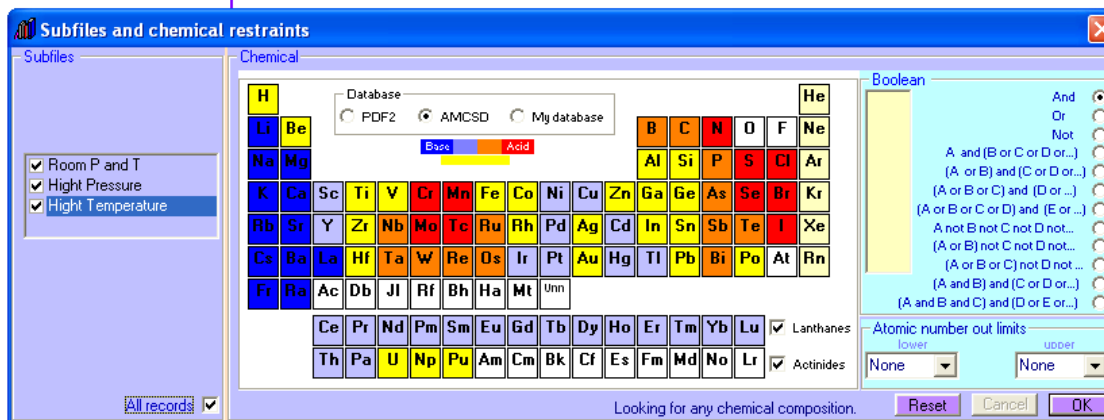 Subfiles and chemical restraints
Subfiles
Room P and T
Hight Pressure
Hight Temperature
All records
Chemical
Database
PDF2 AMCSD My database
Base Acid
H He
Li Be B C N O F Ne
Na Mg Al Si P S Cl Ar
K Ca Sc Ti V Cr Mn Fe Co Ni Cu Zn Ga Ge As Se Br Kr
Rb Sr Y Zr Nb Mo Tc Ru Rh Pd Ag Cd In Sn Sb Te I Xe
Cs Ba La Hf Ta W Re Os Ir Pt Au Hg Tl Pb Bi Po At Rn
Fr Ra Ac Db Jl Rf Bh Ha Mt Unn
Ce Pr Nd Pm Sm Eu Gd Tb Dy Ho Er Tm Yb Lu Lanthanes
Th Pa U Np Pu Am Cm Bk Cf Es Fm Md No Lr Actinides
Looking for any chemical composition.
Boolean
And
Or
Not
A and (B or C or D or...)
(A or B) and (C or D or...)
(A or B or C) and (D or ...)
(A or B or C or D) and (E or ...)
A not B not C not D not...
(A or B) not C not D not...
(A or B or C) not D not ...
(A and B) and (C or D or...)
(A and B and C) and (D or E or...)
Atomic number out limits
lower upper
None None
Reset Cancel OK